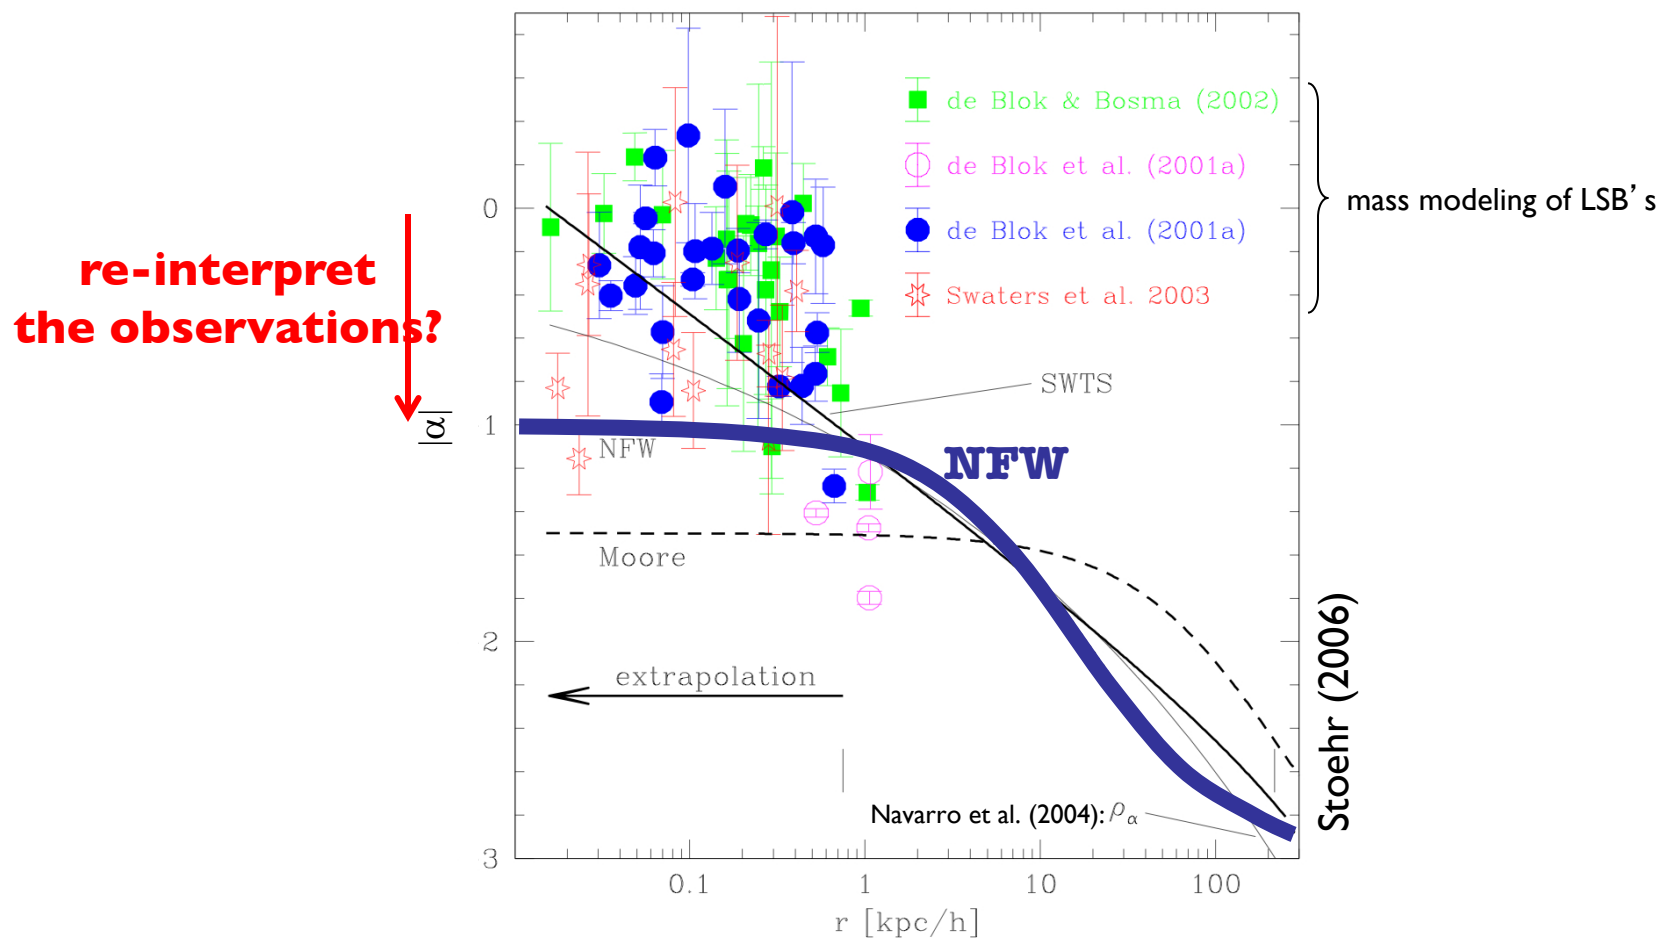 de Blok & Bosma (2002)
de Blok et al. (2001a)
de Blok et al. (2001a)
Swaters et al. 2003
mass modeling of LSB's
re-interpret
the observations?
|α|
0
1
2
3
SWTS
NFW
NFW
Moore
extrapolation
Navarro et al. (2004): ρα
Stoehr (2006)
0.1
1
10
100
r [kpc/h]